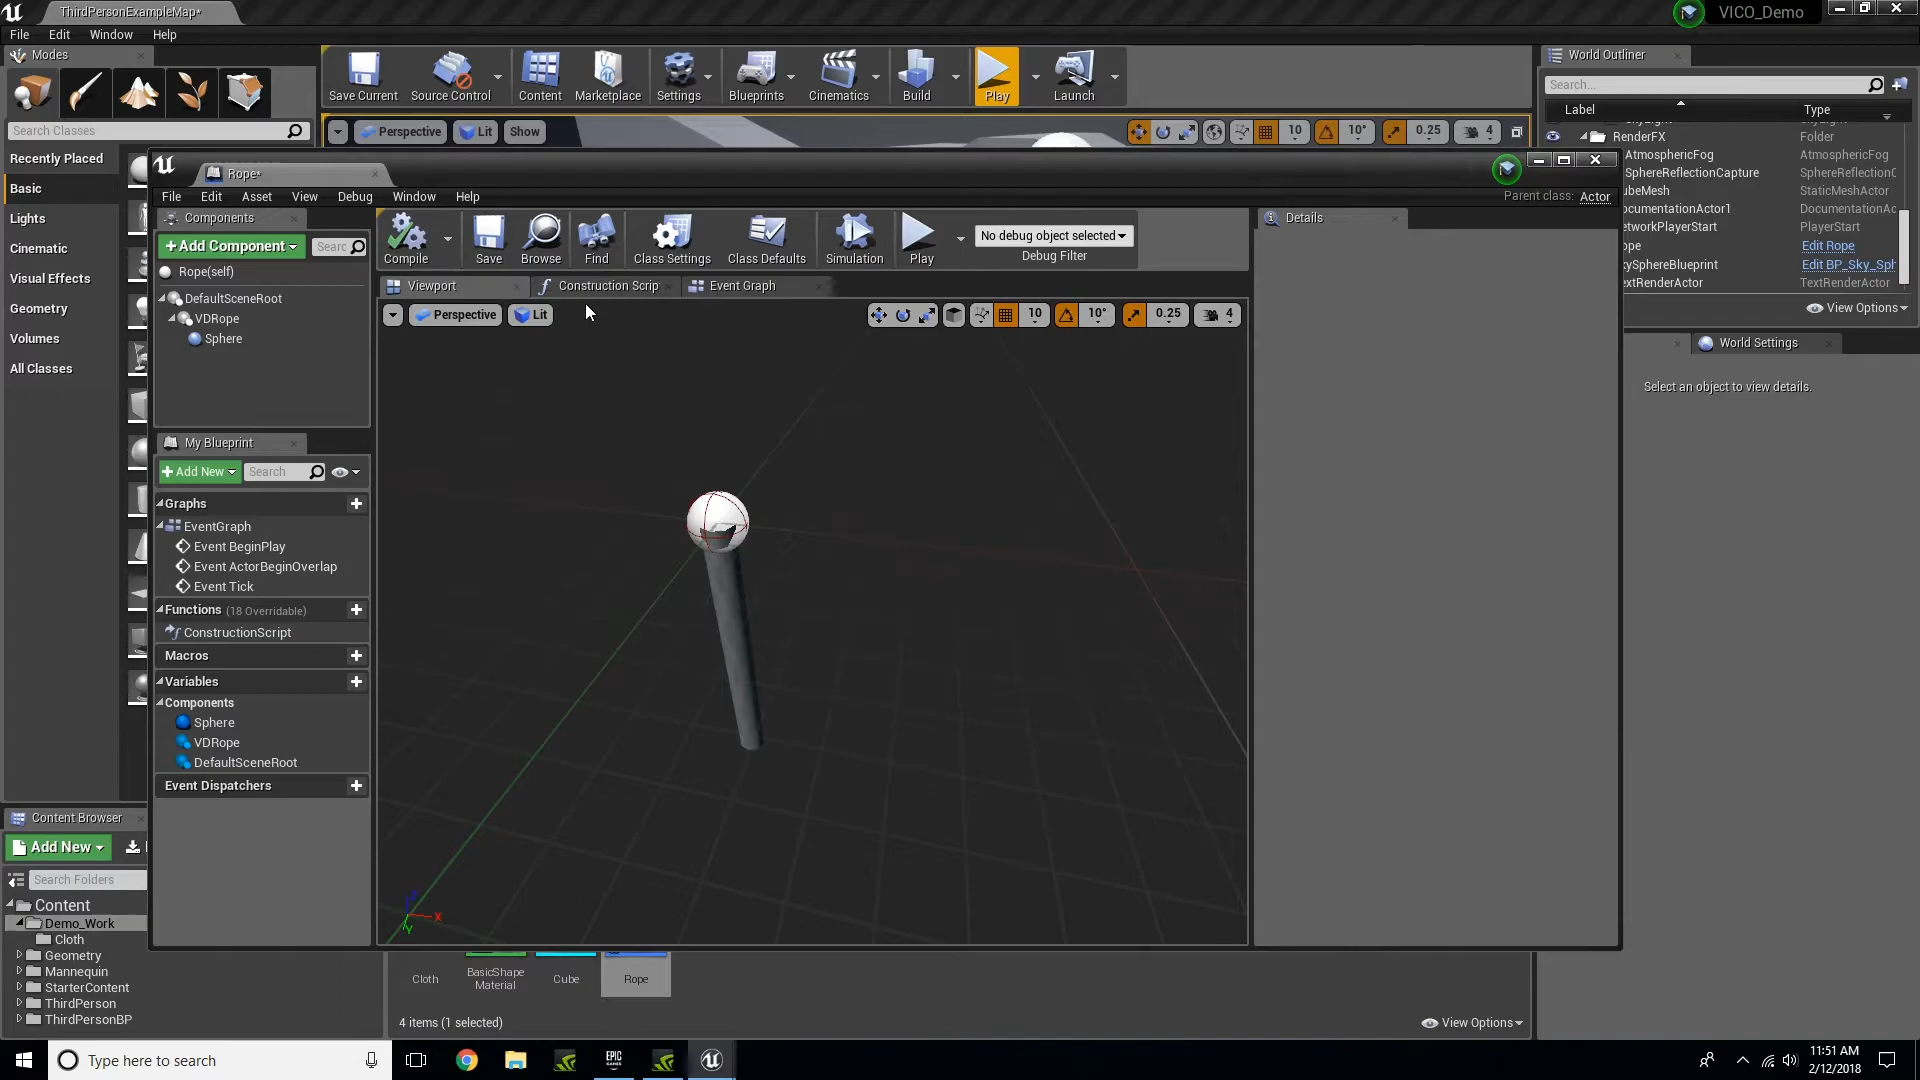 ThirdPersonExampleMap*
VICO_Demo
File Edit Window Help
Modes
World Outliner
Save Current Source Control Content Marketplace Settings Blueprints Cinematics Build Play Launch
Search...
Label Type
Search Classes
Perspective Lit Show 10 10° 0.25 4
RenderFX Folder
Recently Placed
Basic
Lights
Cinematic
Visual Effects
Geometry
Volumes
All Classes
AtmosphericFog AtmosphericFog
SphereReflectionCapture SphereReflectionC
ubeMesh StaticMeshActor
ocumentationActor1 DocumentationAc
etworkPlayerStart PlayerStart
ope Edit Rope
kySphereBlueprint Edit BP_Sky_Sph
extRenderActor TextRenderActor
View Options
World Settings
Select an object to view details.
Rope*
File Edit Asset View Debug Window Help
Parent class: Actor
Components
Add Component Searc
Rope(self)
DefaultSceneRoot
VDRope
Sphere
Compile Save Browse Find Class Settings Class Defaults Simulation Play
No debug object selected
Debug Filter
Details
Viewport Construction Scrip Event Graph
Perspective Lit 10 10° 0.25 4
My Blueprint
Add New Search
Graphs
EventGraph
Event BeginPlay
Event ActorBeginOverlap
Event Tick
Functions (18 Overridable)
ConstructionScript
Macros
Variables
Components
Sphere
VDRope
DefaultSceneRoot
Event Dispatchers
X
Y
Content Browser
Add New
Search Folders
Content
Demo_Work
Cloth
Geometry
Mannequin
StarterContent
ThirdPerson
ThirdPersonBP
Cloth
BasicShape
Material
Cube
Rope
4 items (1 selected)
View Options
Type here to search
EPIC
GAMES
11:51 AM
2/12/2018